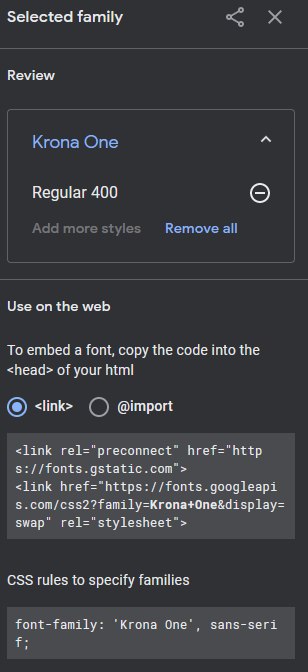 Selected family
Review
Krona One
Regular 400
Add more styles Remove all
Use on the web
To embed a font, copy the code into the
<head> of your html
<link> @import
<link rel="preconnect" href="http
s://fonts.gstatic.com">
<link href="https://fonts.googleapi
s.com/css2?family=Krona+One&display=
swap" rel="stylesheet">
CSS rules to specify families
font-family: 'Krona One', sans-seri
f;